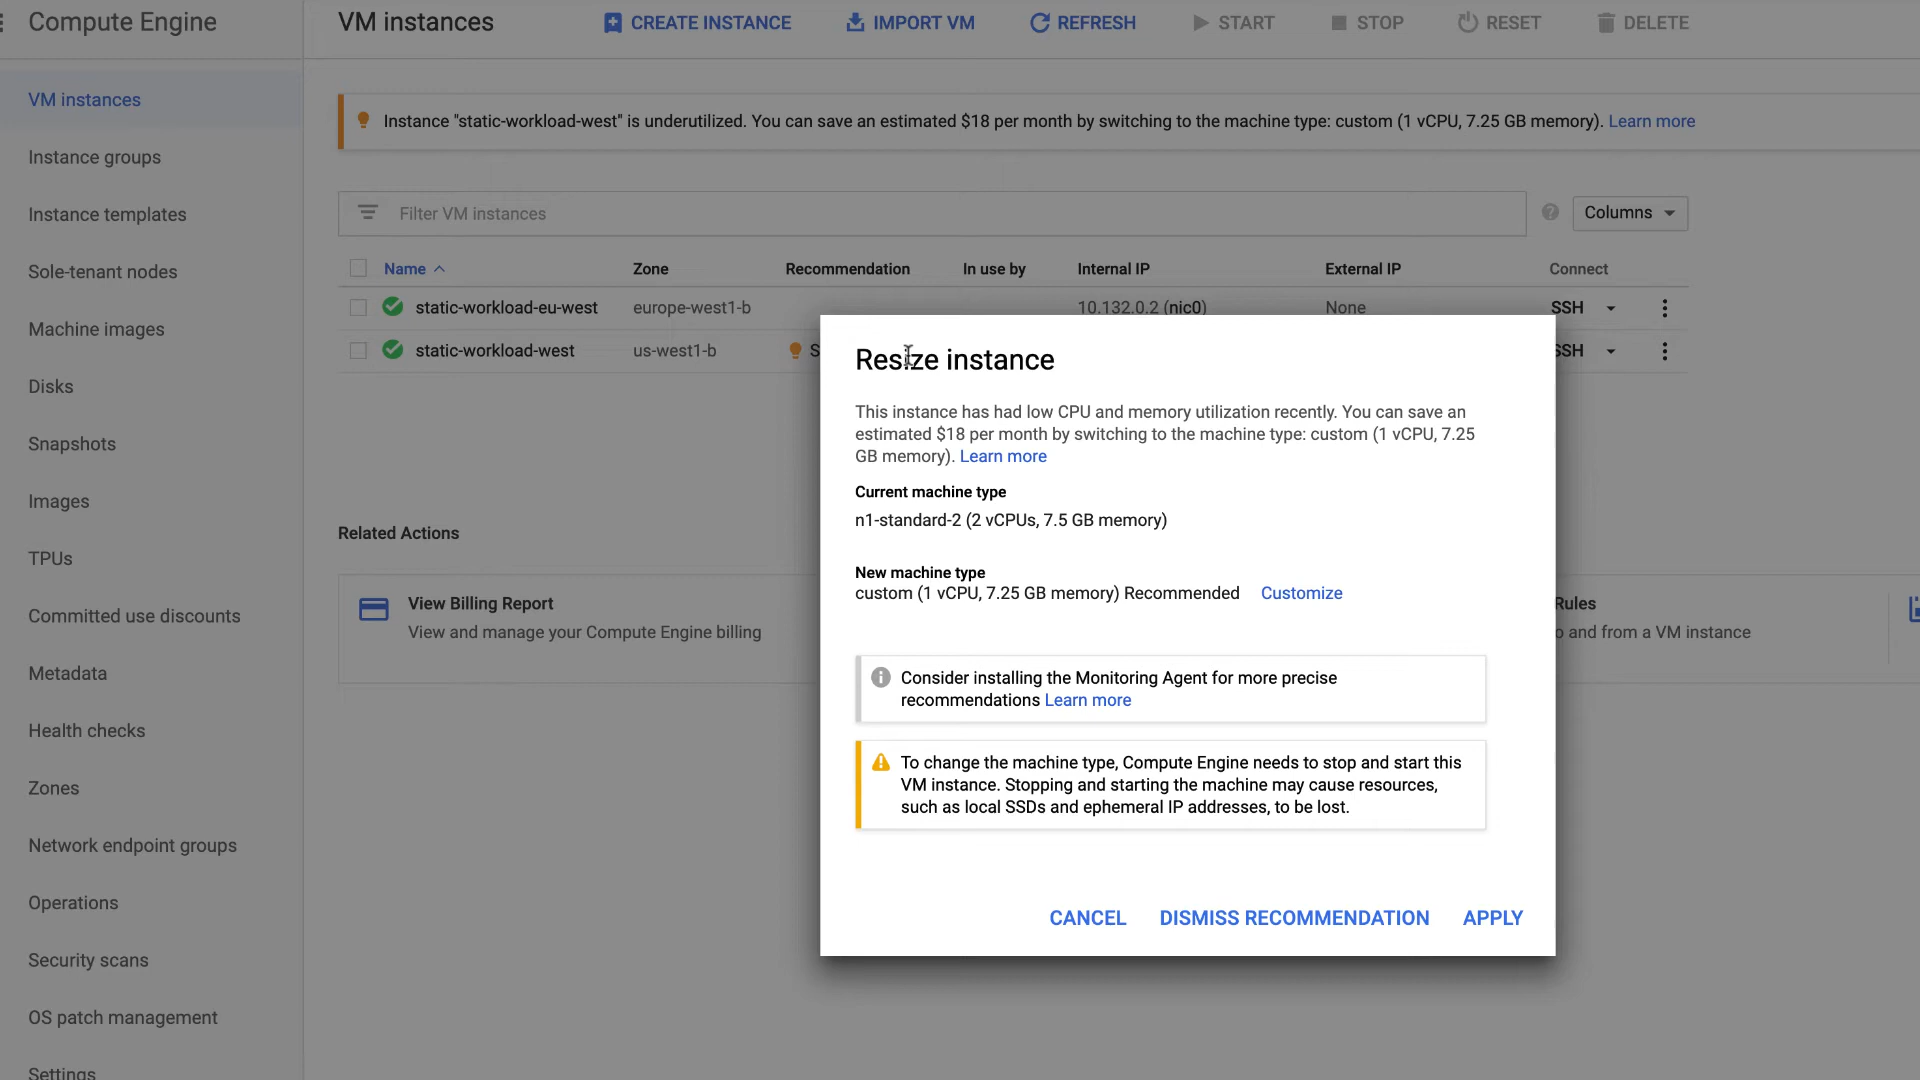 Compute Engine
VM instances
CREATE INSTANCE
IMPORT VM
REFRESH
START
STOP
RESET
DELETE
VM instances
Instance groups
Instance templates
Sole-tenant nodes
Machine images
Disks
Snapshots
Images
TPUs
Committed use discounts
Metadata
Health checks
Zones
Network endpoint groups
Operations
Security scans
OS patch management
Settings
Instance "static-workload-west" is underutilized. You can save an estimated $18 per month by switching to the machine type: custom (1 vCPU, 7.25 GB memory). Learn more
Filter VM instances
Columns
Name Zone Recommendation In use by Internal IP External IP Connect
static-workload-eu-west europe-west1-b 10.132.0.2 (nic0) None SSH
static-workload-west us-west1-b S SSH
Related Actions
View Billing Report
View and manage your Compute Engine billing
Rules
o and from a VM instance
Resize instance
This instance has had low CPU and memory utilization recently. You can save an
estimated $18 per month by switching to the machine type: custom (1 vCPU, 7.25
GB memory). Learn more
Current machine type
n1-standard-2 (2 vCPUs, 7.5 GB memory)
New machine type
custom (1 vCPU, 7.25 GB memory) Recommended Customize
Consider installing the Monitoring Agent for more precise
recommendations Learn more
To change the machine type, Compute Engine needs to stop and start this
VM instance. Stopping and starting the machine may cause resources,
such as local SSDs and ephemeral IP addresses, to be lost.
CANCEL
DISMISS RECOMMENDATION
APPLY